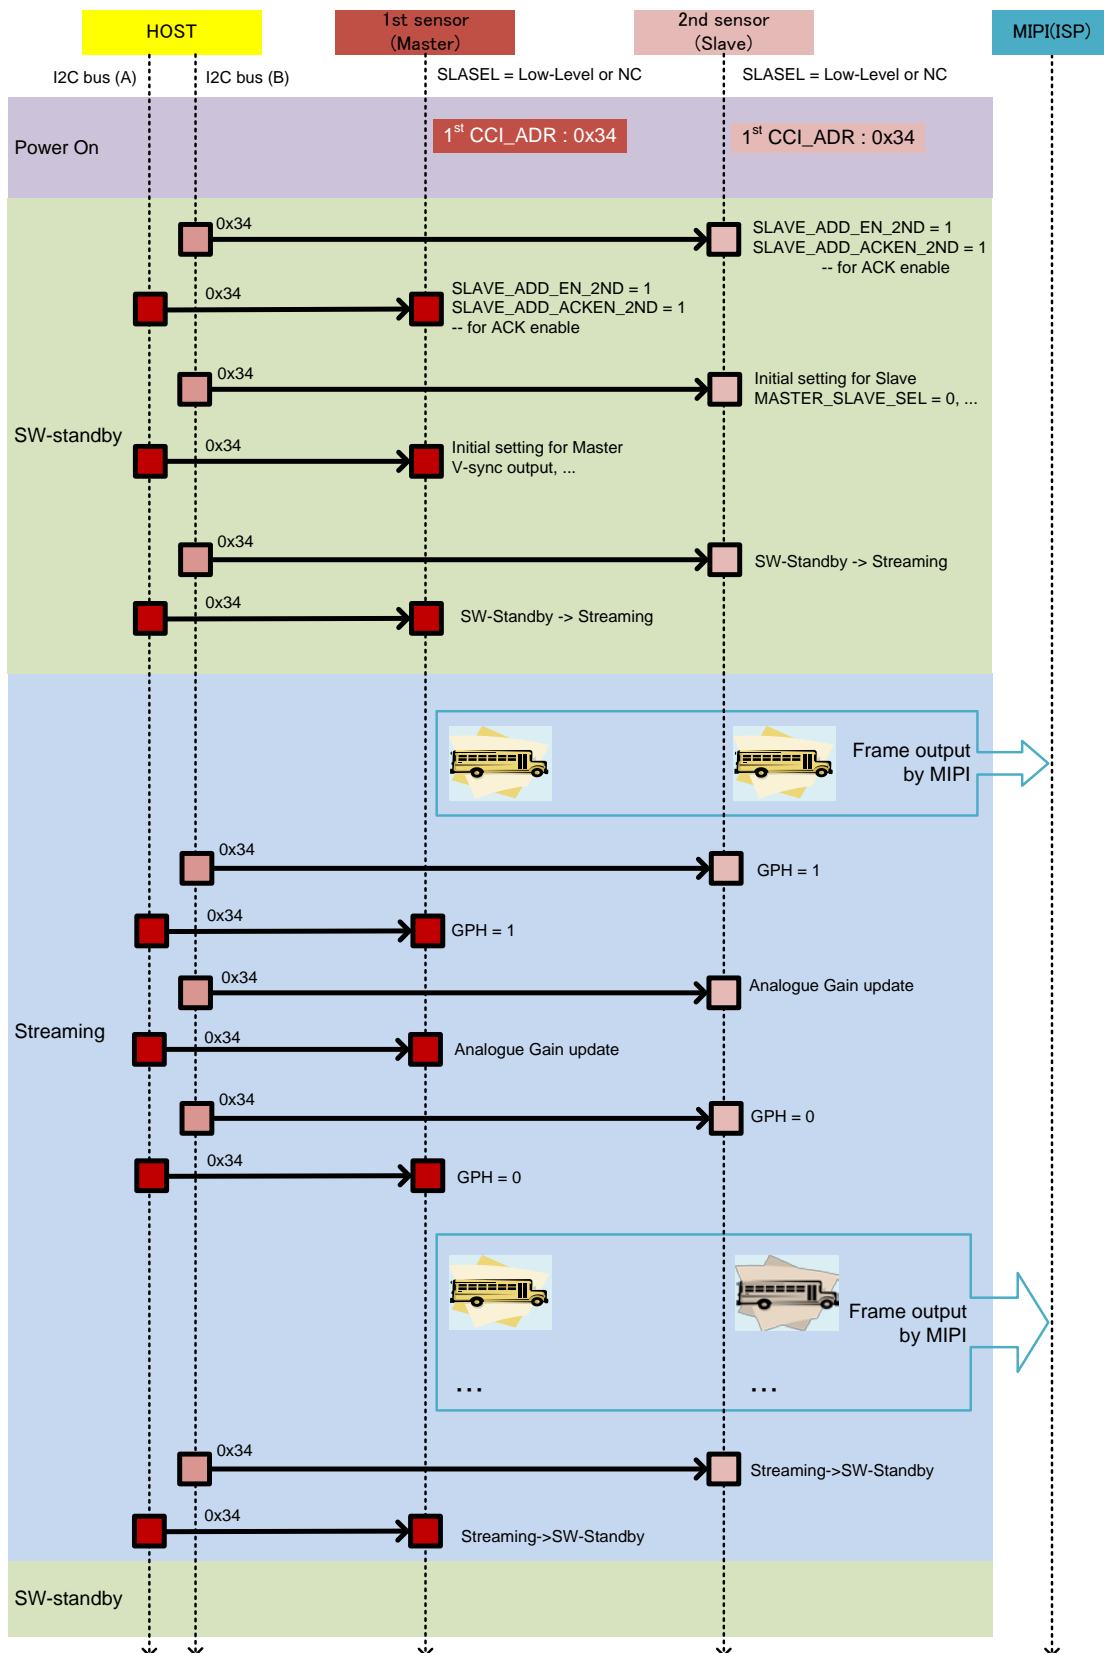 HOST
1st sensor
(Master)
2nd sensor
(Slave)
MIPI(ISP)
I2C bus (A)
I2C bus (B)
SLASEL = Low-Level or NC
SLASEL = Low-Level or NC
Power On
1st CCI_ADR : 0x34
1st CCI_ADR : 0x34
0x34
SLAVE_ADD_EN_2ND = 1
SLAVE_ADD_ACKEN_2ND = 1
-- for ACK enable
0x34
SLAVE_ADD_EN_2ND = 1
SLAVE_ADD_ACKEN_2ND = 1
-- for ACK enable
0x34
Initial setting for Slave
MASTER_SLAVE_SEL = 0, ...
SW-standby
0x34
Initial setting for Master
V-sync output, ...
0x34
SW-Standby -> Streaming
0x34
SW-Standby -> Streaming
Frame output
by MIPI
0x34
GPH = 1
0x34
GPH = 1
0x34
Analogue Gain update
Streaming
0x34
Analogue Gain update
0x34
GPH = 0
0x34
GPH = 0
Frame output
by MIPI
...
...
0x34
Streaming->SW-Standby
0x34
Streaming->SW-Standby
SW-standby